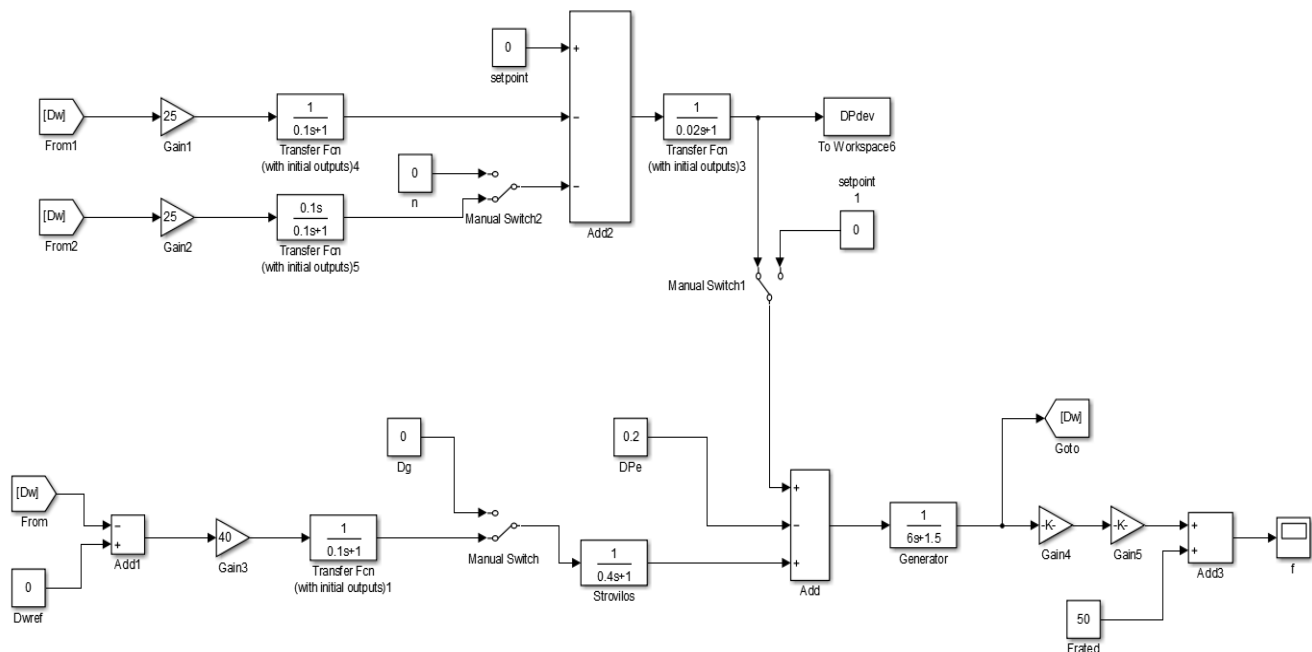 0
setpoint
[Dw]
From1
25
Gain1
1
0.1s+1
Transfer Fcn
(with initial outputs)4
+
−
−
Add2
1
0.02s+1
Transfer Fcn
(with initial outputs)3
DPdev
To Workspace6
[Dw]
From2
25
Gain2
0.1s
0.1s+1
Transfer Fcn
(with initial outputs)5
0
n
Manual Switch2
setpoint
1
0
Manual Switch1
[Dw]
From
0
Dwref
−
+
Add1
40
Gain3
1
0.1s+1
Transfer Fcn
(with initial outputs)1
0
Dg
Manual Switch
1
0.4s+1
Strovilos
0.2
DPe
+
−
+
Add
1
6s+1.5
Generator
[Dw]
Goto
-K-
Gain4
-K-
Gain5
+
+
Add3
50
Frated
f